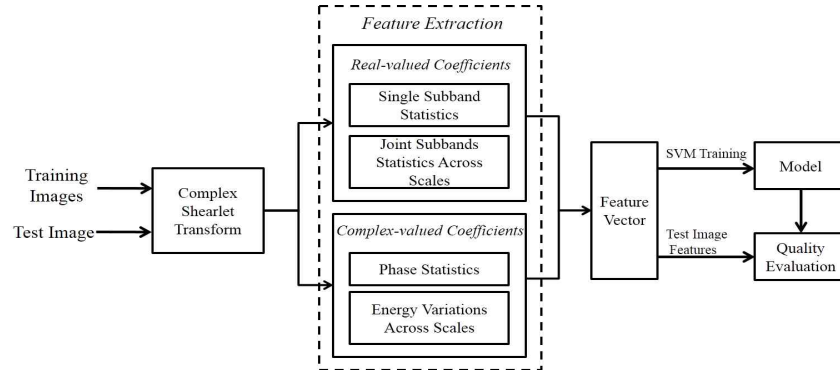 Feature Extraction
Real-valued Coefficients
Single Subband
Statistics
Joint Subbands
Statistics Across
Scales
Training
Images
Test Image
Complex
Shearlet
Transform
Complex-valued Coefficients
Phase Statistics
Energy Variations
Across Scales
Feature
Vector
SVM Training
Model
Test Image
Features
Quality
Evaluation